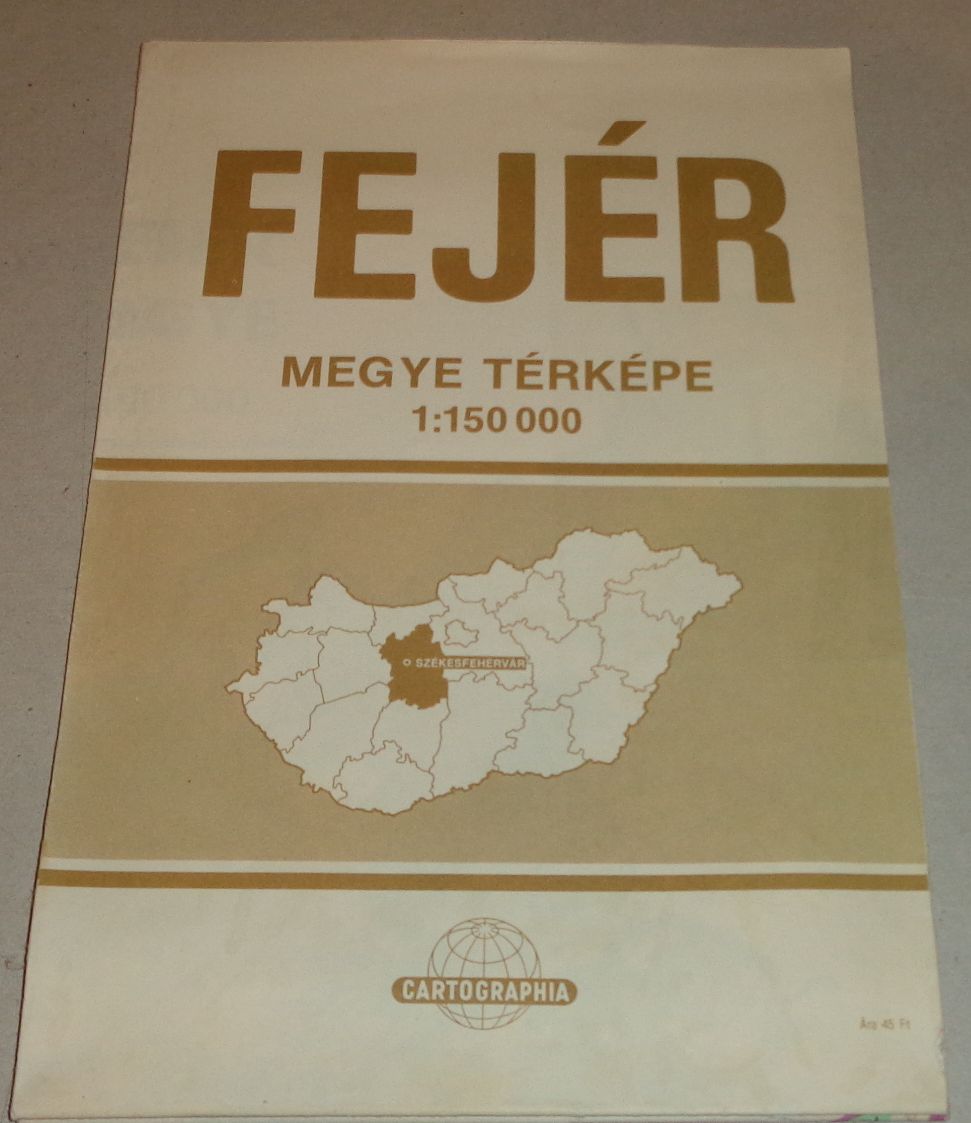 FEJÉR
MEGYE TÉRKÉPE
1:150 000
SZÉKESFEHÉRVÁR
CARTOGRAPHIA
Ára 45 Ft